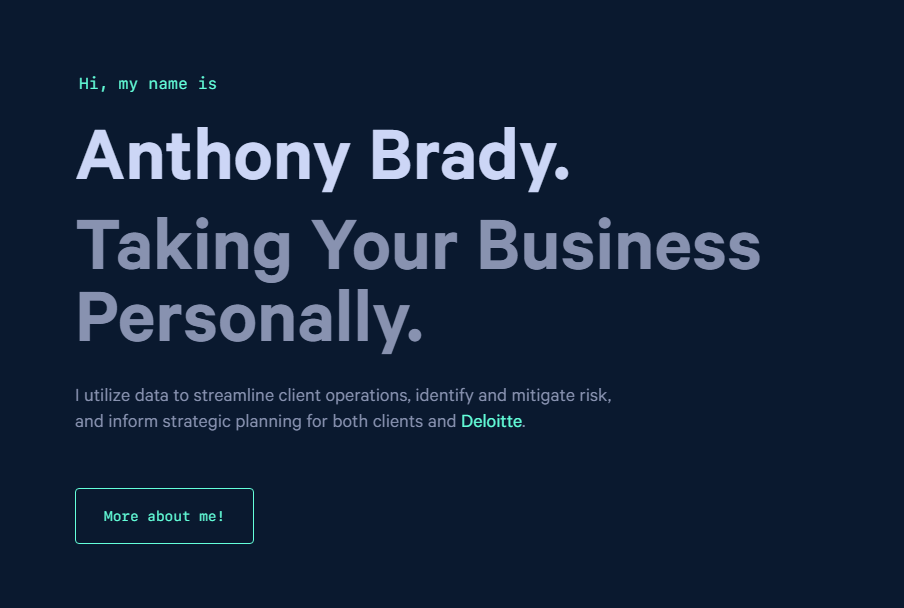 Hi, my name is
Anthony Brady.
Taking Your Business
Personally.
I utilize data to streamline client operations, identify and mitigate risk,
and inform strategic planning for both clients and Deloitte.
More about me!